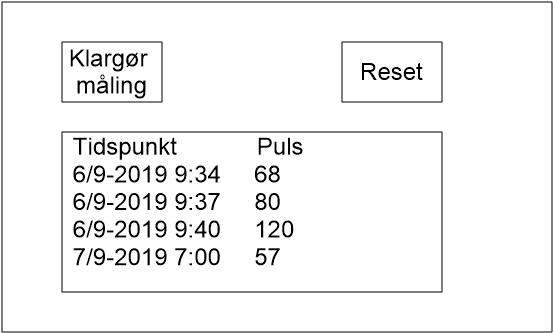 Klargør
måling
Reset
Tidspunkt Puls
6/9-2019 9:34 68
6/9-2019 9:37 80
6/9-2019 9:40 120
7/9-2019 7:00 57